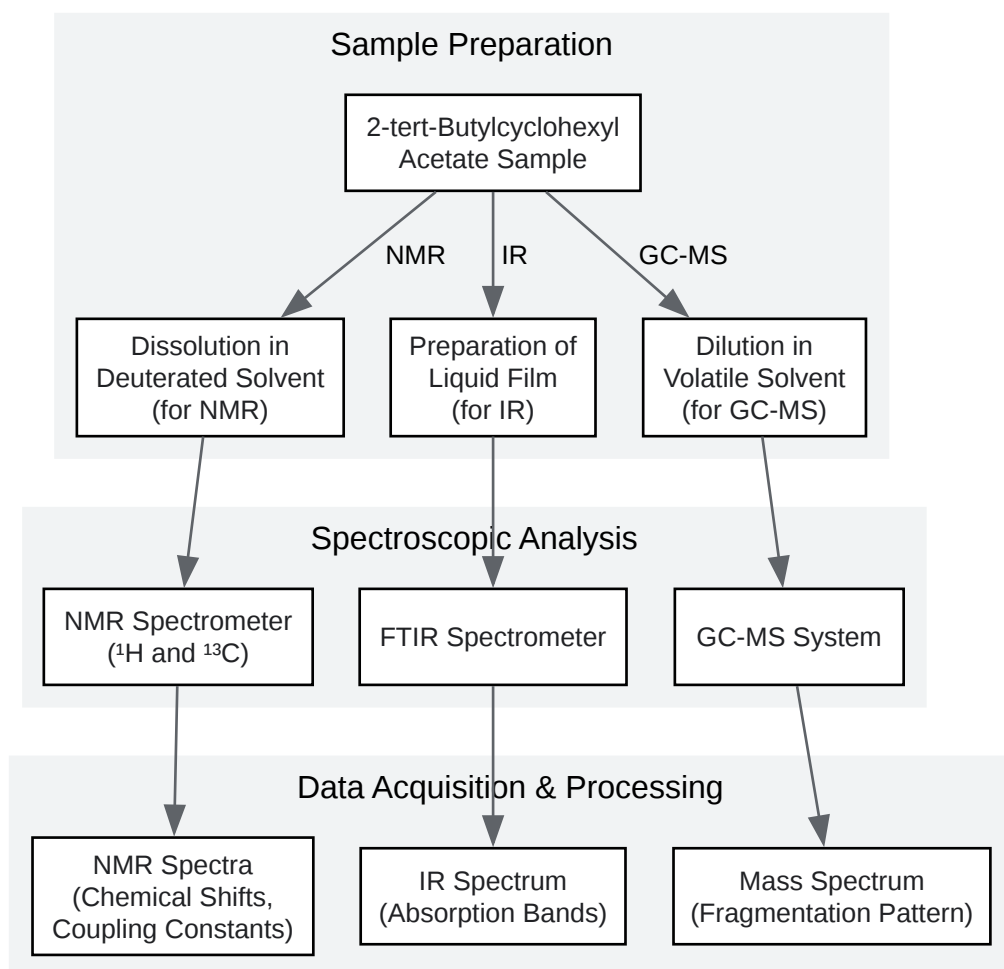 Sample Preparation
2-tert-Butylcyclohexyl
Acetate Sample
NMR
IR
GC-MS
Dissolution in
Deuterated Solvent
(for NMR)
Preparation of
Liquid Film
(for IR)
Dilution in
Volatile Solvent
(for GC-MS)
Spectroscopic Analysis
NMR Spectrometer
(¹H and ¹³C)
FTIR Spectrometer
GC-MS System
Data Acquisition & Processing
NMR Spectra
(Chemical Shifts,
Coupling Constants)
IR Spectrum
(Absorption Bands)
Mass Spectrum
(Fragmentation Pattern)